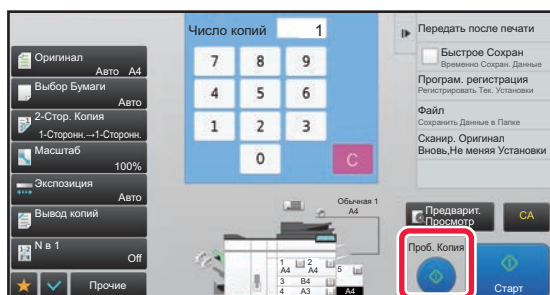 Оригинал
Авто A4
Выбор Бумаги
Авто
2-Стор. Копия
1-Сторонн.→1-Сторонн.
Масштаб
100%
Экспозиция
Авто
Вывод копий
N в 1
Off
Прочие
Число копий 1
7 8 9
4 5 6
1 2 3
0 C
Обычная 1
A4
1 A4 2 A4 5
3 B4
4 A3 A4
Передать после печати
Быстрое Сохран
Временно Сохран. Данные
Програм. регистрация
Регистрировать Тек. Установки
Файл
Сохранить Данные в Папке
Сканир. Оригинал
Вновь,Не меняя Установки
Предварит.
Просмотр
CA
Проб. Копия
Старт